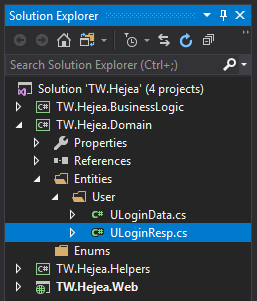 Solution Explorer
Search Solution Explorer (Ctrl+;)
Solution 'TW.Hejea' (4 projects)
TW.Hejea.BusinessLogic
TW.Hejea.Domain
Properties
References
Entities
User
ULoginData.cs
ULoginResp.cs
Enums
TW.Hejea.Helpers
TW.Hejea.Web